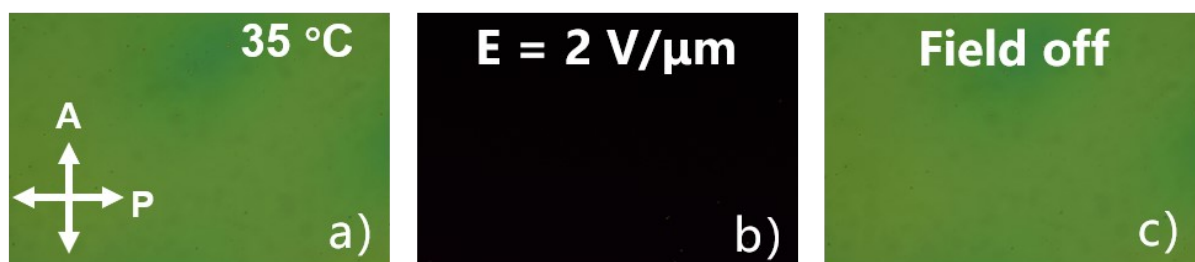 35 °C
A
P
a)
E = 2 V/μm
b)
Field off
c)